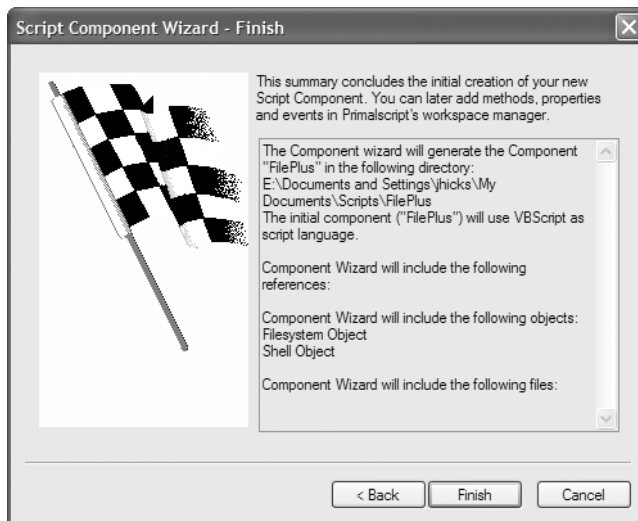 Script Component Wizard - Finish
This summary concludes the initial creation of your new
Script Component. You can later add methods, properties
and events in Primalscript's workspace manager.
The Component wizard will generate the Component
"FilePlus" in the following directory:
E:\Documents and Settings\jhicks\My
Documents\Scripts\FilePlus
The initial component ("FilePlus") will use VBScript as
script language.
Component Wizard will include the following
references:
Component Wizard will include the following objects:
Filesystem Object
Shell Object
Component Wizard will include the following files:
< Back Finish Cancel